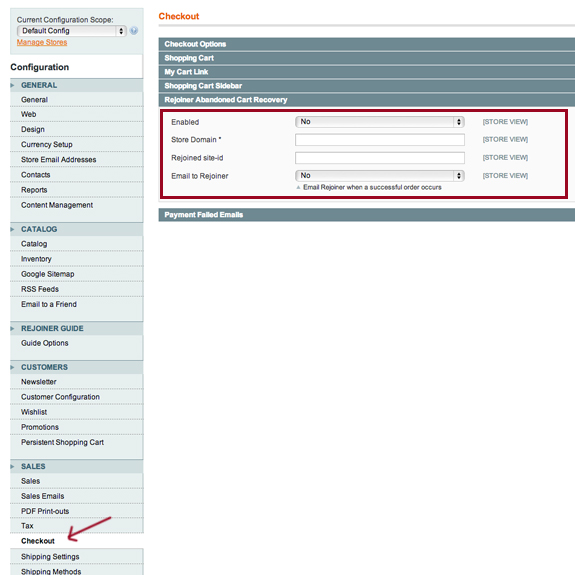 Current Configuration Scope:
Default Config
Manage Stores
Configuration
GENERAL
General
Web
Design
Currency Setup
Store Email Addresses
Contacts
Reports
Content Management
CATALOG
Catalog
Inventory
Google Sitemap
RSS Feeds
Email to a Friend
REJOINER GUIDE
Guide Options
CUSTOMERS
Newsletter
Customer Configuration
Wishlist
Promotions
Persistent Shopping Cart
SALES
Sales
Sales Emails
PDF Print-outs
Tax
Checkout
Shipping Settings
Shipping Methods
Checkout
Checkout Options
Shopping Cart
My Cart Link
Shopping Cart Sidebar
Rejoiner Abandoned Cart Recovery
Enabled No [STORE VIEW]
Store Domain * [STORE VIEW]
Rejoined site-id [STORE VIEW]
Email to Rejoiner No [STORE VIEW]
Email Rejoiner when a successful order occurs
Payment Failed Emails